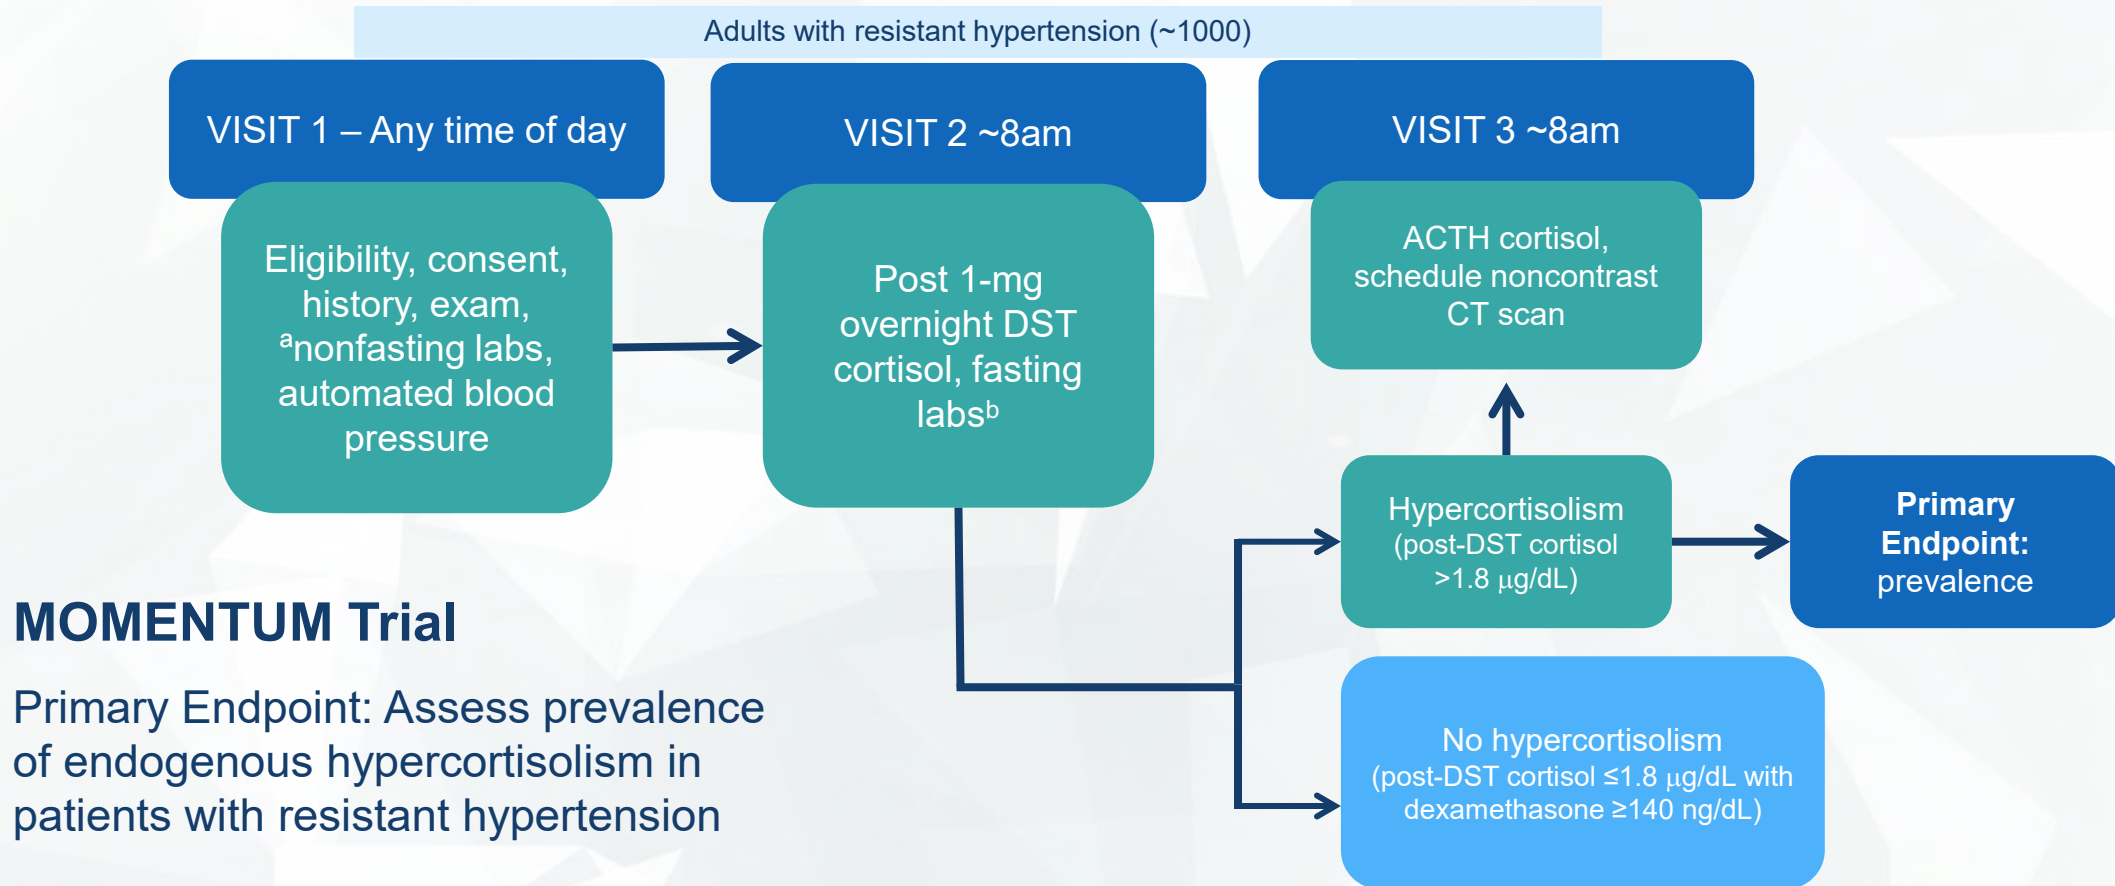 Adults with resistant hypertension (~1000)
VISIT 1 – Any time of day
Eligibility, consent,
history, exam,
ᵃnonfasting labs,
automated blood
pressure
VISIT 2 ~8am
Post 1-mg
overnight DST
cortisol, fasting
labsᵇ
VISIT 3 ~8am
ACTH cortisol,
schedule noncontrast
CT scan
Hypercortisolism
(post-DST cortisol
>1.8 μg/dL)
Primary
Endpoint:
prevalence
No hypercortisolism
(post-DST cortisol ≤1.8 μg/dL with
dexamethasone ≥140 ng/dL)
MOMENTUM Trial
Primary Endpoint: Assess prevalence
of endogenous hypercortisolism in
patients with resistant hypertension